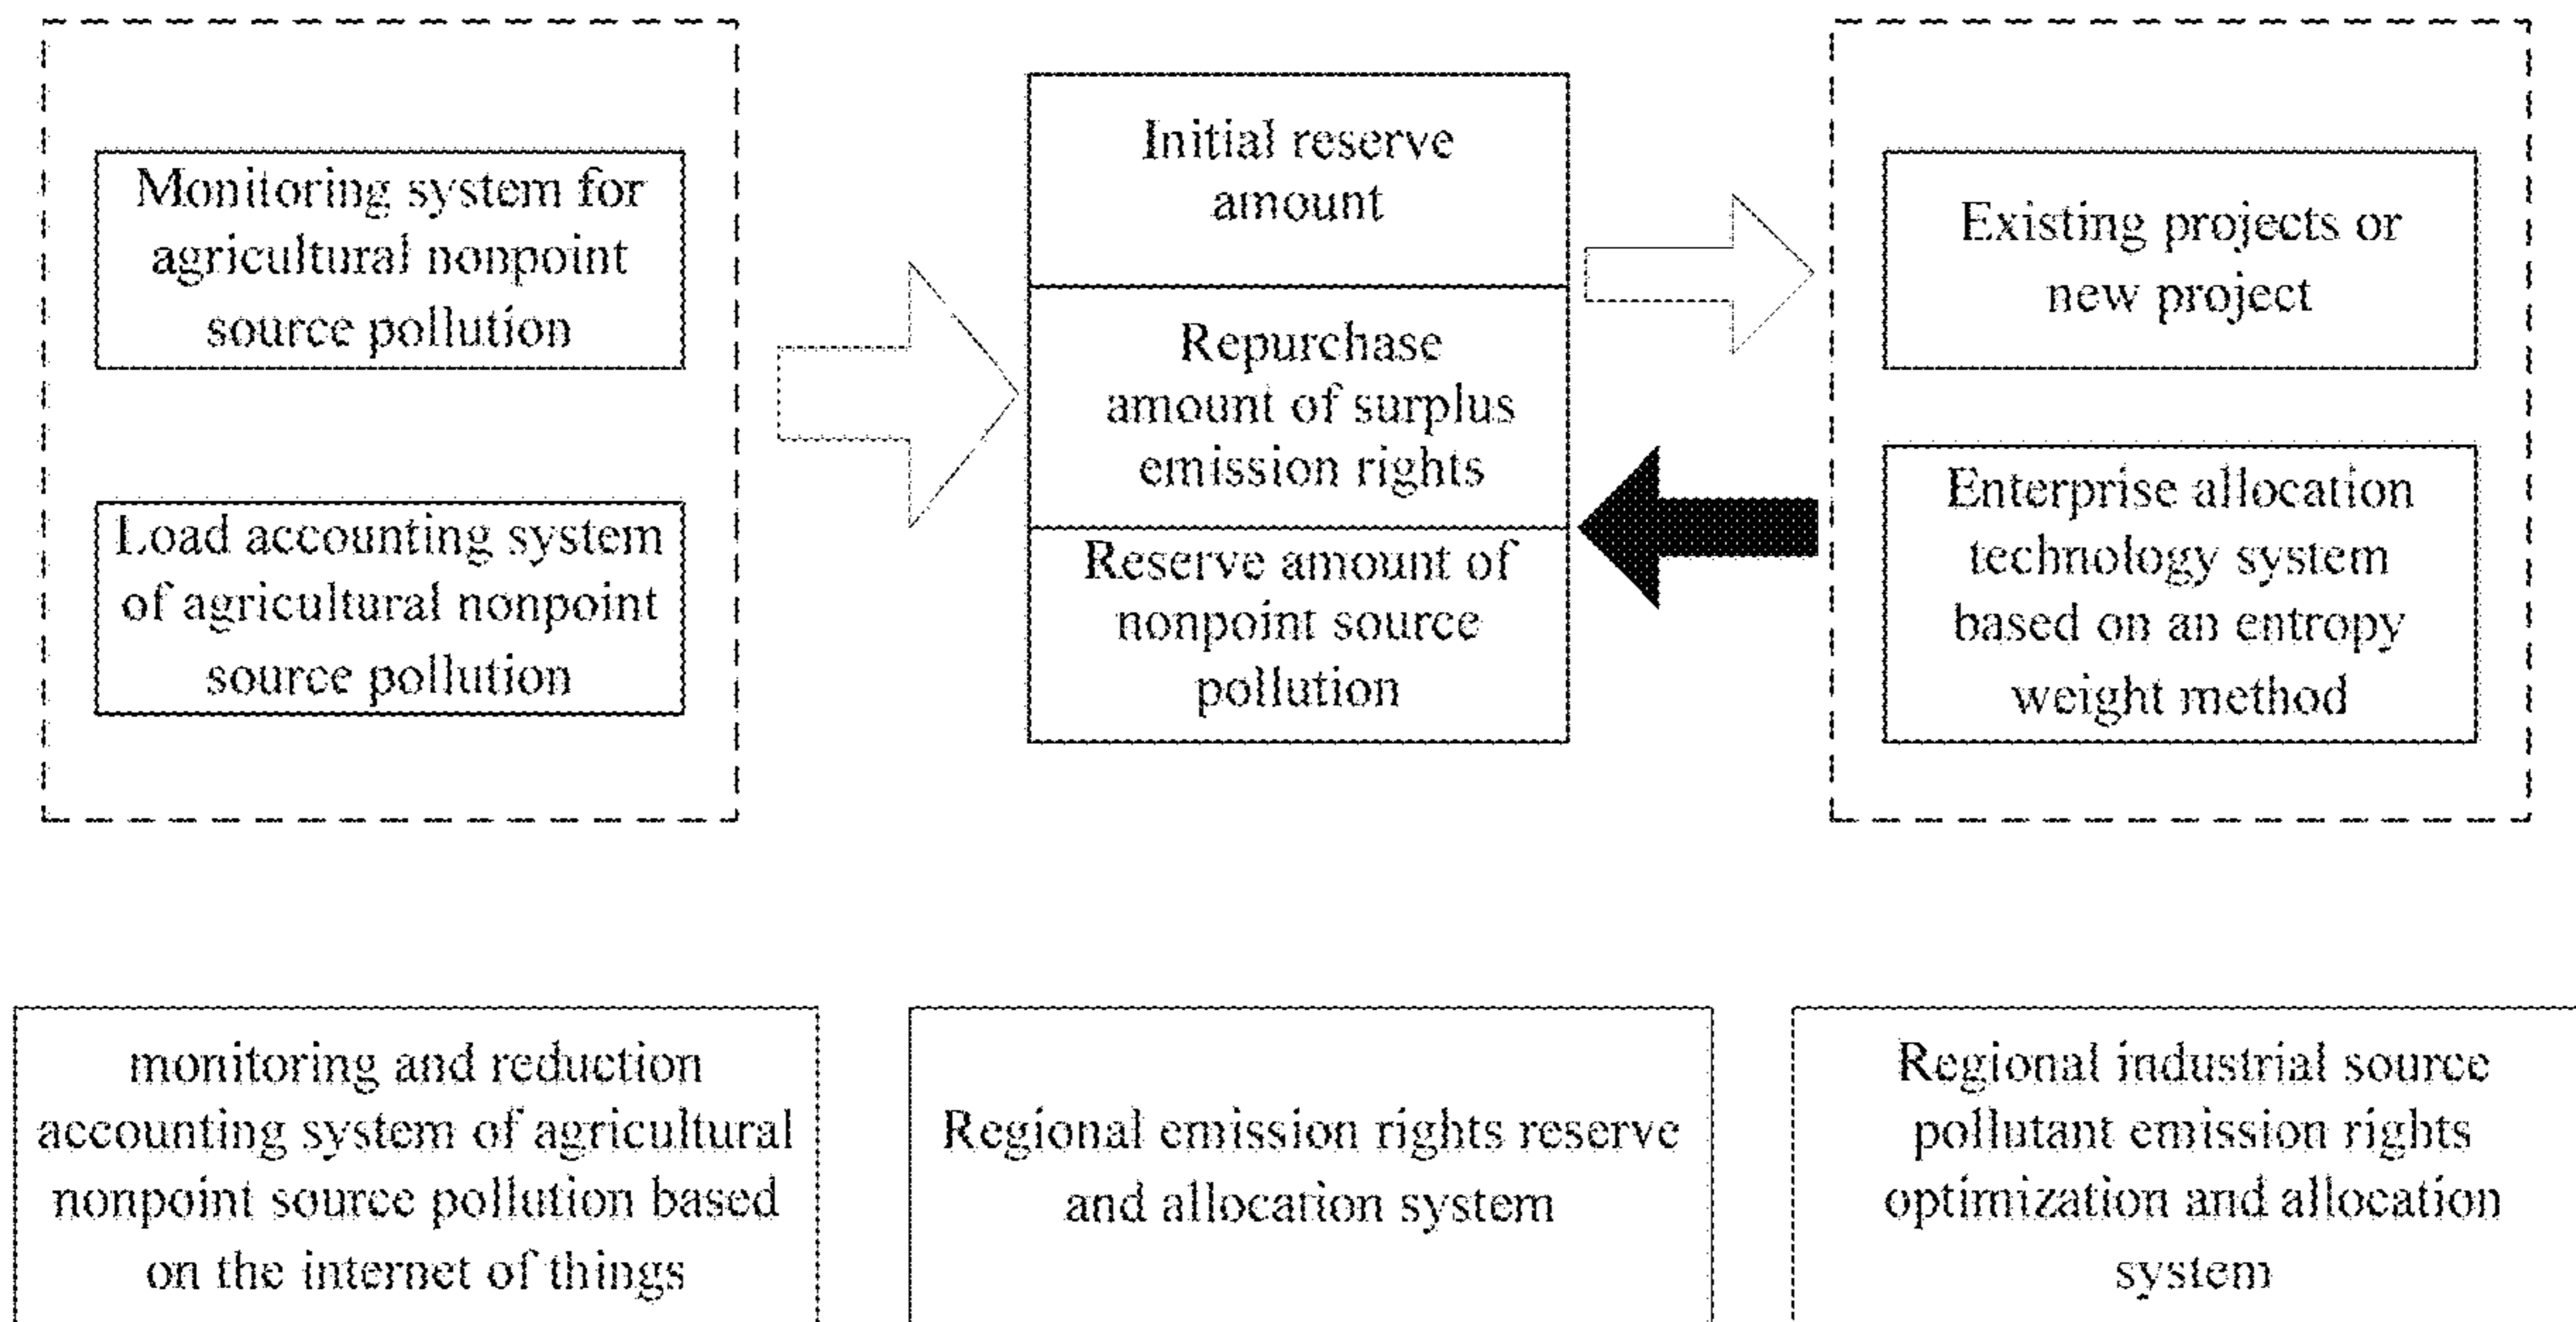 Monitoring system for
agricultural nonpoint
source pollution
Load accounting system
of agricultural nonpoint
source pollution
Initial reserve
amount
Repurchase
amount of surplus
emission rights
Reserve amount of
nonpoint source
pollution
Existing projects or
new project
Enterprise allocation
technology system
based on an entropy
weight method
monitoring and reduction
accounting system of agricultural
nonpoint source pollution based
on the internet of things
Regional emission rights reserve
and allocation system
Regional industrial source
pollutant emission rights
optimization and allocation
system